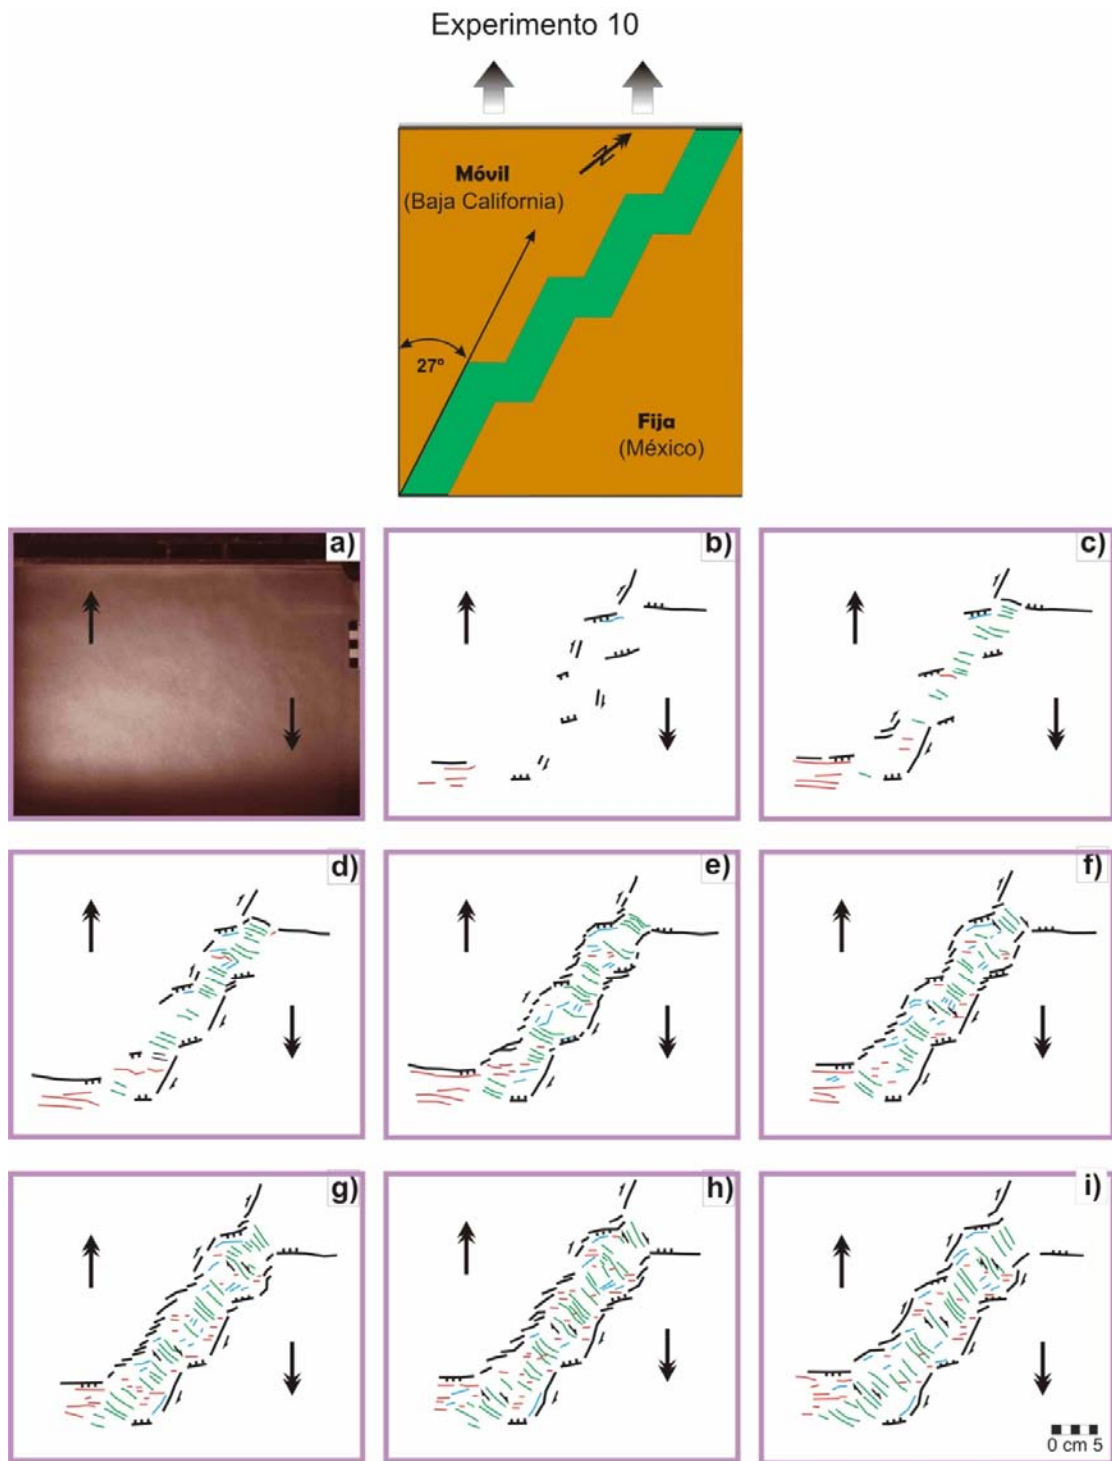 Experimento 10
Móvil
(Baja California)
N
27º
Fija
(México)
a)
b)
c)
d)
e)
f)
g)
h)
i)
0 cm 5